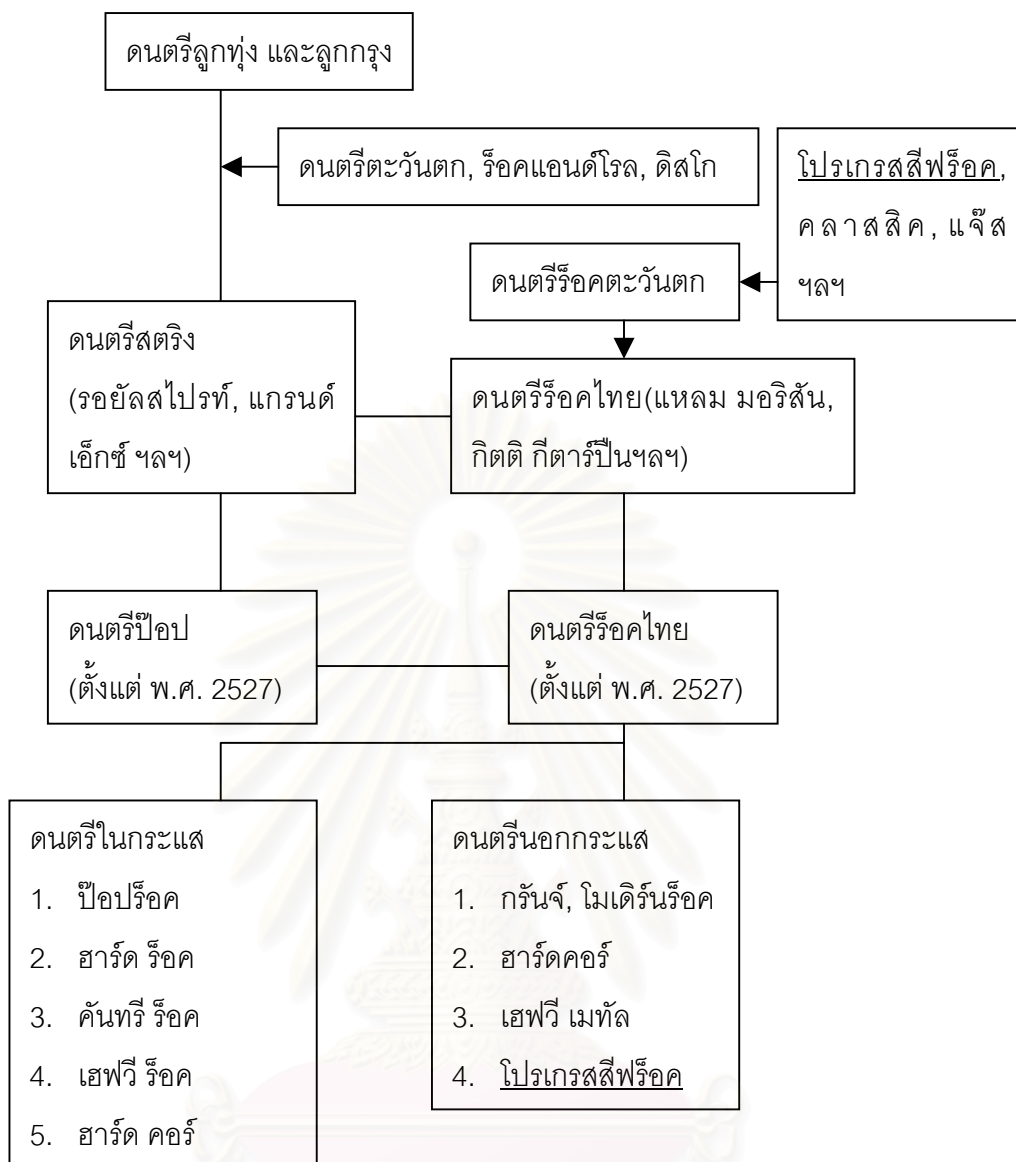 ดนตรีลูกทุ่ง และลูกกรุง
ดนตรีตะวันตก, ร็อคแอนด์โรล, ดิสโก
โปรเกรสสีฟร็อค,
คลาสสิค, แจ๊ส
ฯลฯ
ดนตรีร็อคตะวันตก
ดนตรีสตริง
(รอยัลสไปรท์, แกรนด์
เอ็กซ์ ฯลฯ)
ดนตรีร็อคไทย(แหลม มอริสัน,
กิตติ กีตาร์ปืนฯลฯ)
ดนตรีป๊อป
(ตั้งแต่ พ.ศ. 2527)
ดนตรีร็อคไทย
(ตั้งแต่ พ.ศ. 2527)
ดนตรีในกระแส
1. ป๊อปร็อค
2. ฮาร์ด ร็อค
3. คันทรี ร็อค
4. เฮฟวี ร็อค
5. ฮาร์ด คอร์
ดนตรีนอกกระแส
1. กรันจ์, โมเดิร์นร็อค
2. ฮาร์ดคอร์
3. เฮฟวี เมทัล
4. โปรเกรสสีฟร็อค